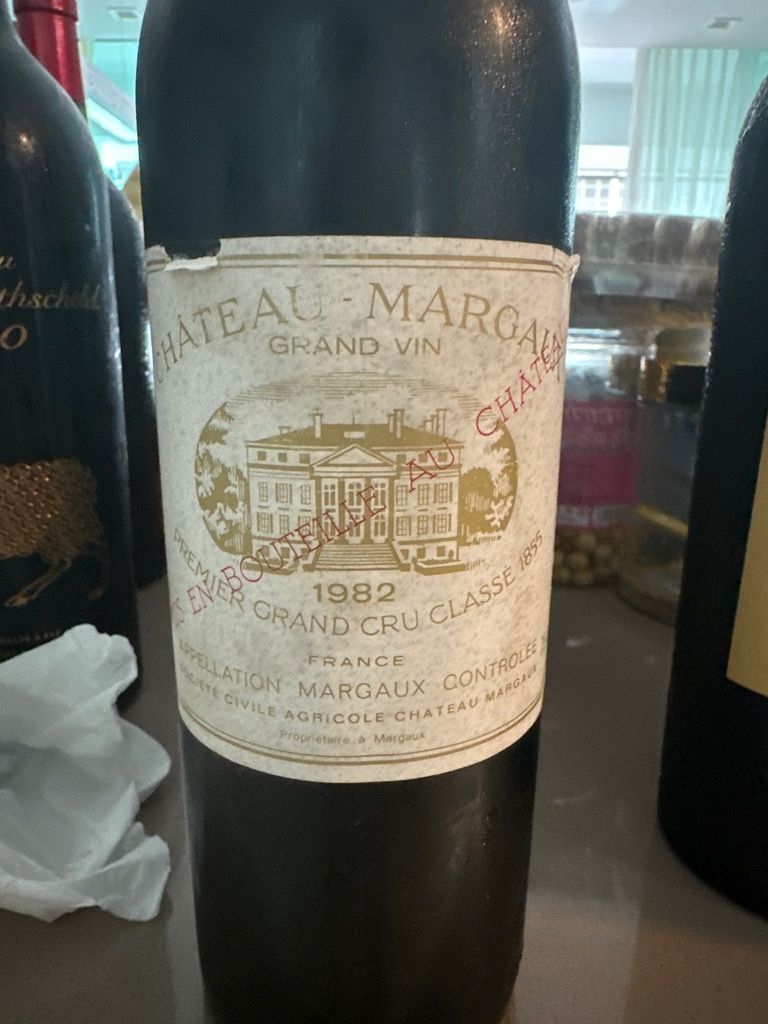 CHÂTEAU - MARGAUX
GRAND VIN
MIS EN BOUTEILLE AU CHÂTEAU
1982
PREMIER GRAND CRU CLASSÉ 1855
FRANCE
APPELLATION MARGAUX CONTROLÉE
SOCIÉTÉ CIVILE AGRICOLE CHATEAU MARGAUX
Propriétaire à Margaux